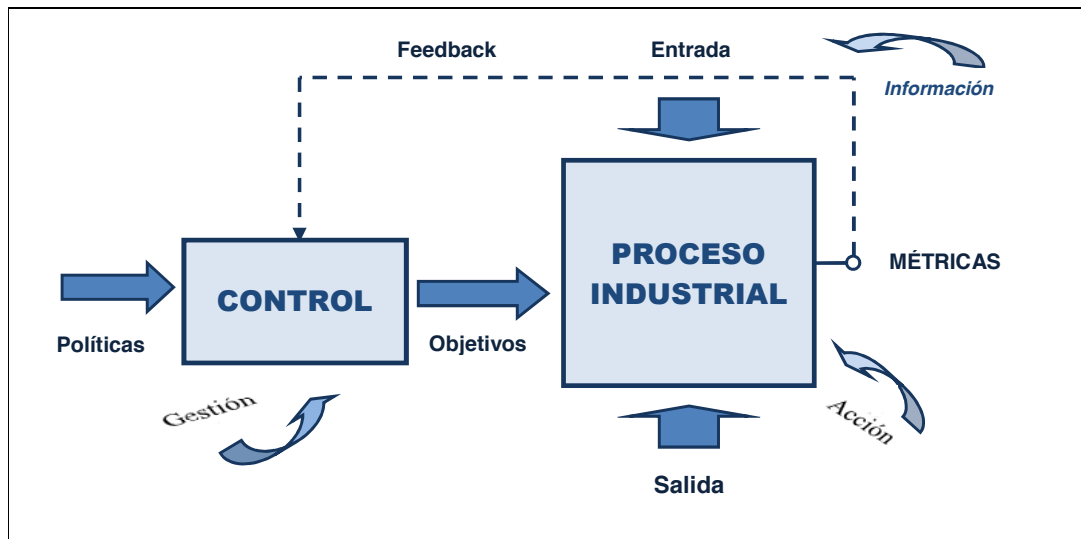 Feedback
Entrada
Información
PROCESO
INDUSTRIAL
MÉTRICAS
CONTROL
Políticas
Objetivos
Gestión
Acción
Salida